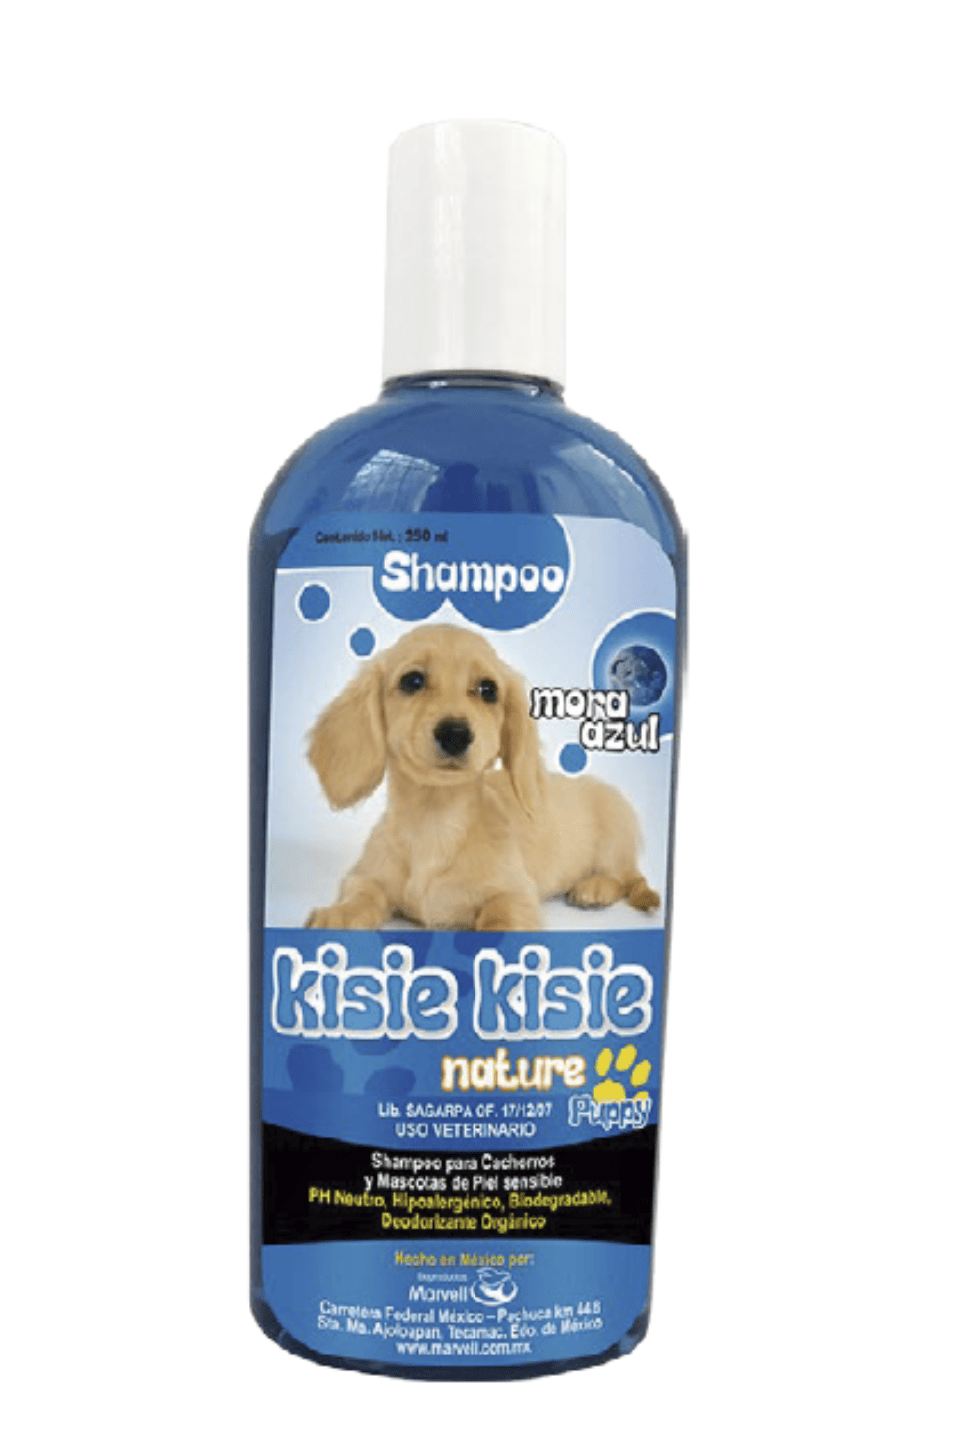 Contenido Net. : 250 ml
Shampoo
mora
azul
kisie kisie
nature
Puppy
Lib. SAGARPA OF. 17/12/07
USO VETERINARIO
Shampoo para Cachorros
y Mascotas de Piel sensible
PH Neutro, Hipoalergénico, Biodegradable,
Deodorizante Orgánico
Hecho en México por:
Marvell
Carretera Federal México – Pachuca km
Sta. Ma. Ajoloapan, Tecamac. Edo. de México
www.marvell.com.mx